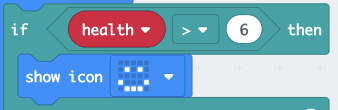 if health > 6 then
show icon